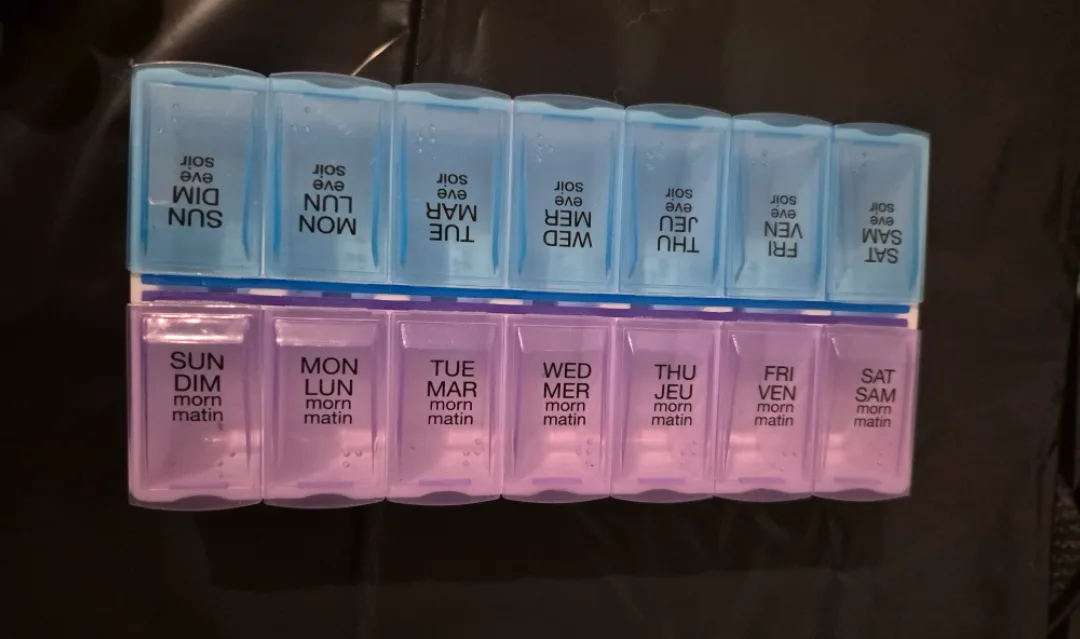 SUN
DIM
eve
soir
MON
LUN
eve
soir
TUE
MAR
eve
soir
WED
MER
eve
soir
THU
JEU
eve
soir
FRI
VEN
eve
soir
SAT
SAM
eve
soir
SUN
DIM
morn
matin
MON
LUN
morn
matin
TUE
MAR
morn
matin
WED
MER
morn
matin
THU
JEU
morn
matin
FRI
VEN
morn
matin
SAT
SAM
morn
matin